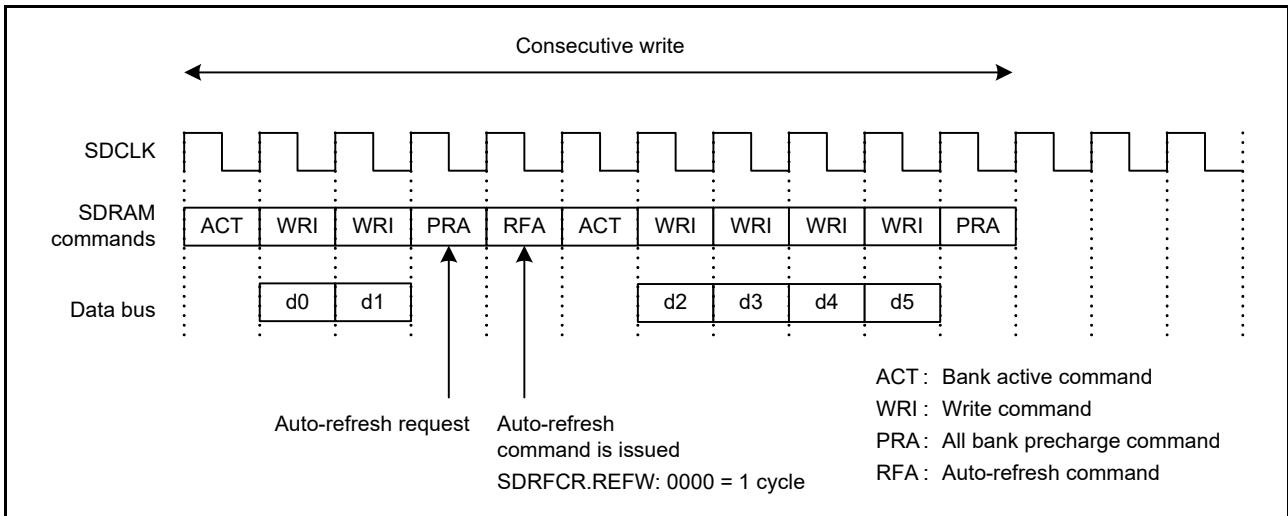 Consecutive write
SDCLK
SDRAM
commands
ACT WRI WRI PRA RFA ACT WRI WRI WRI WRI PRA
Data bus
d0 d1 d2 d3 d4 d5
Auto-refresh request
Auto-refresh
command is issued
SDRFCR.REFW: 0000 = 1 cycle
ACT : Bank active command
WRI : Write command
PRA : All bank precharge command
RFA : Auto-refresh command